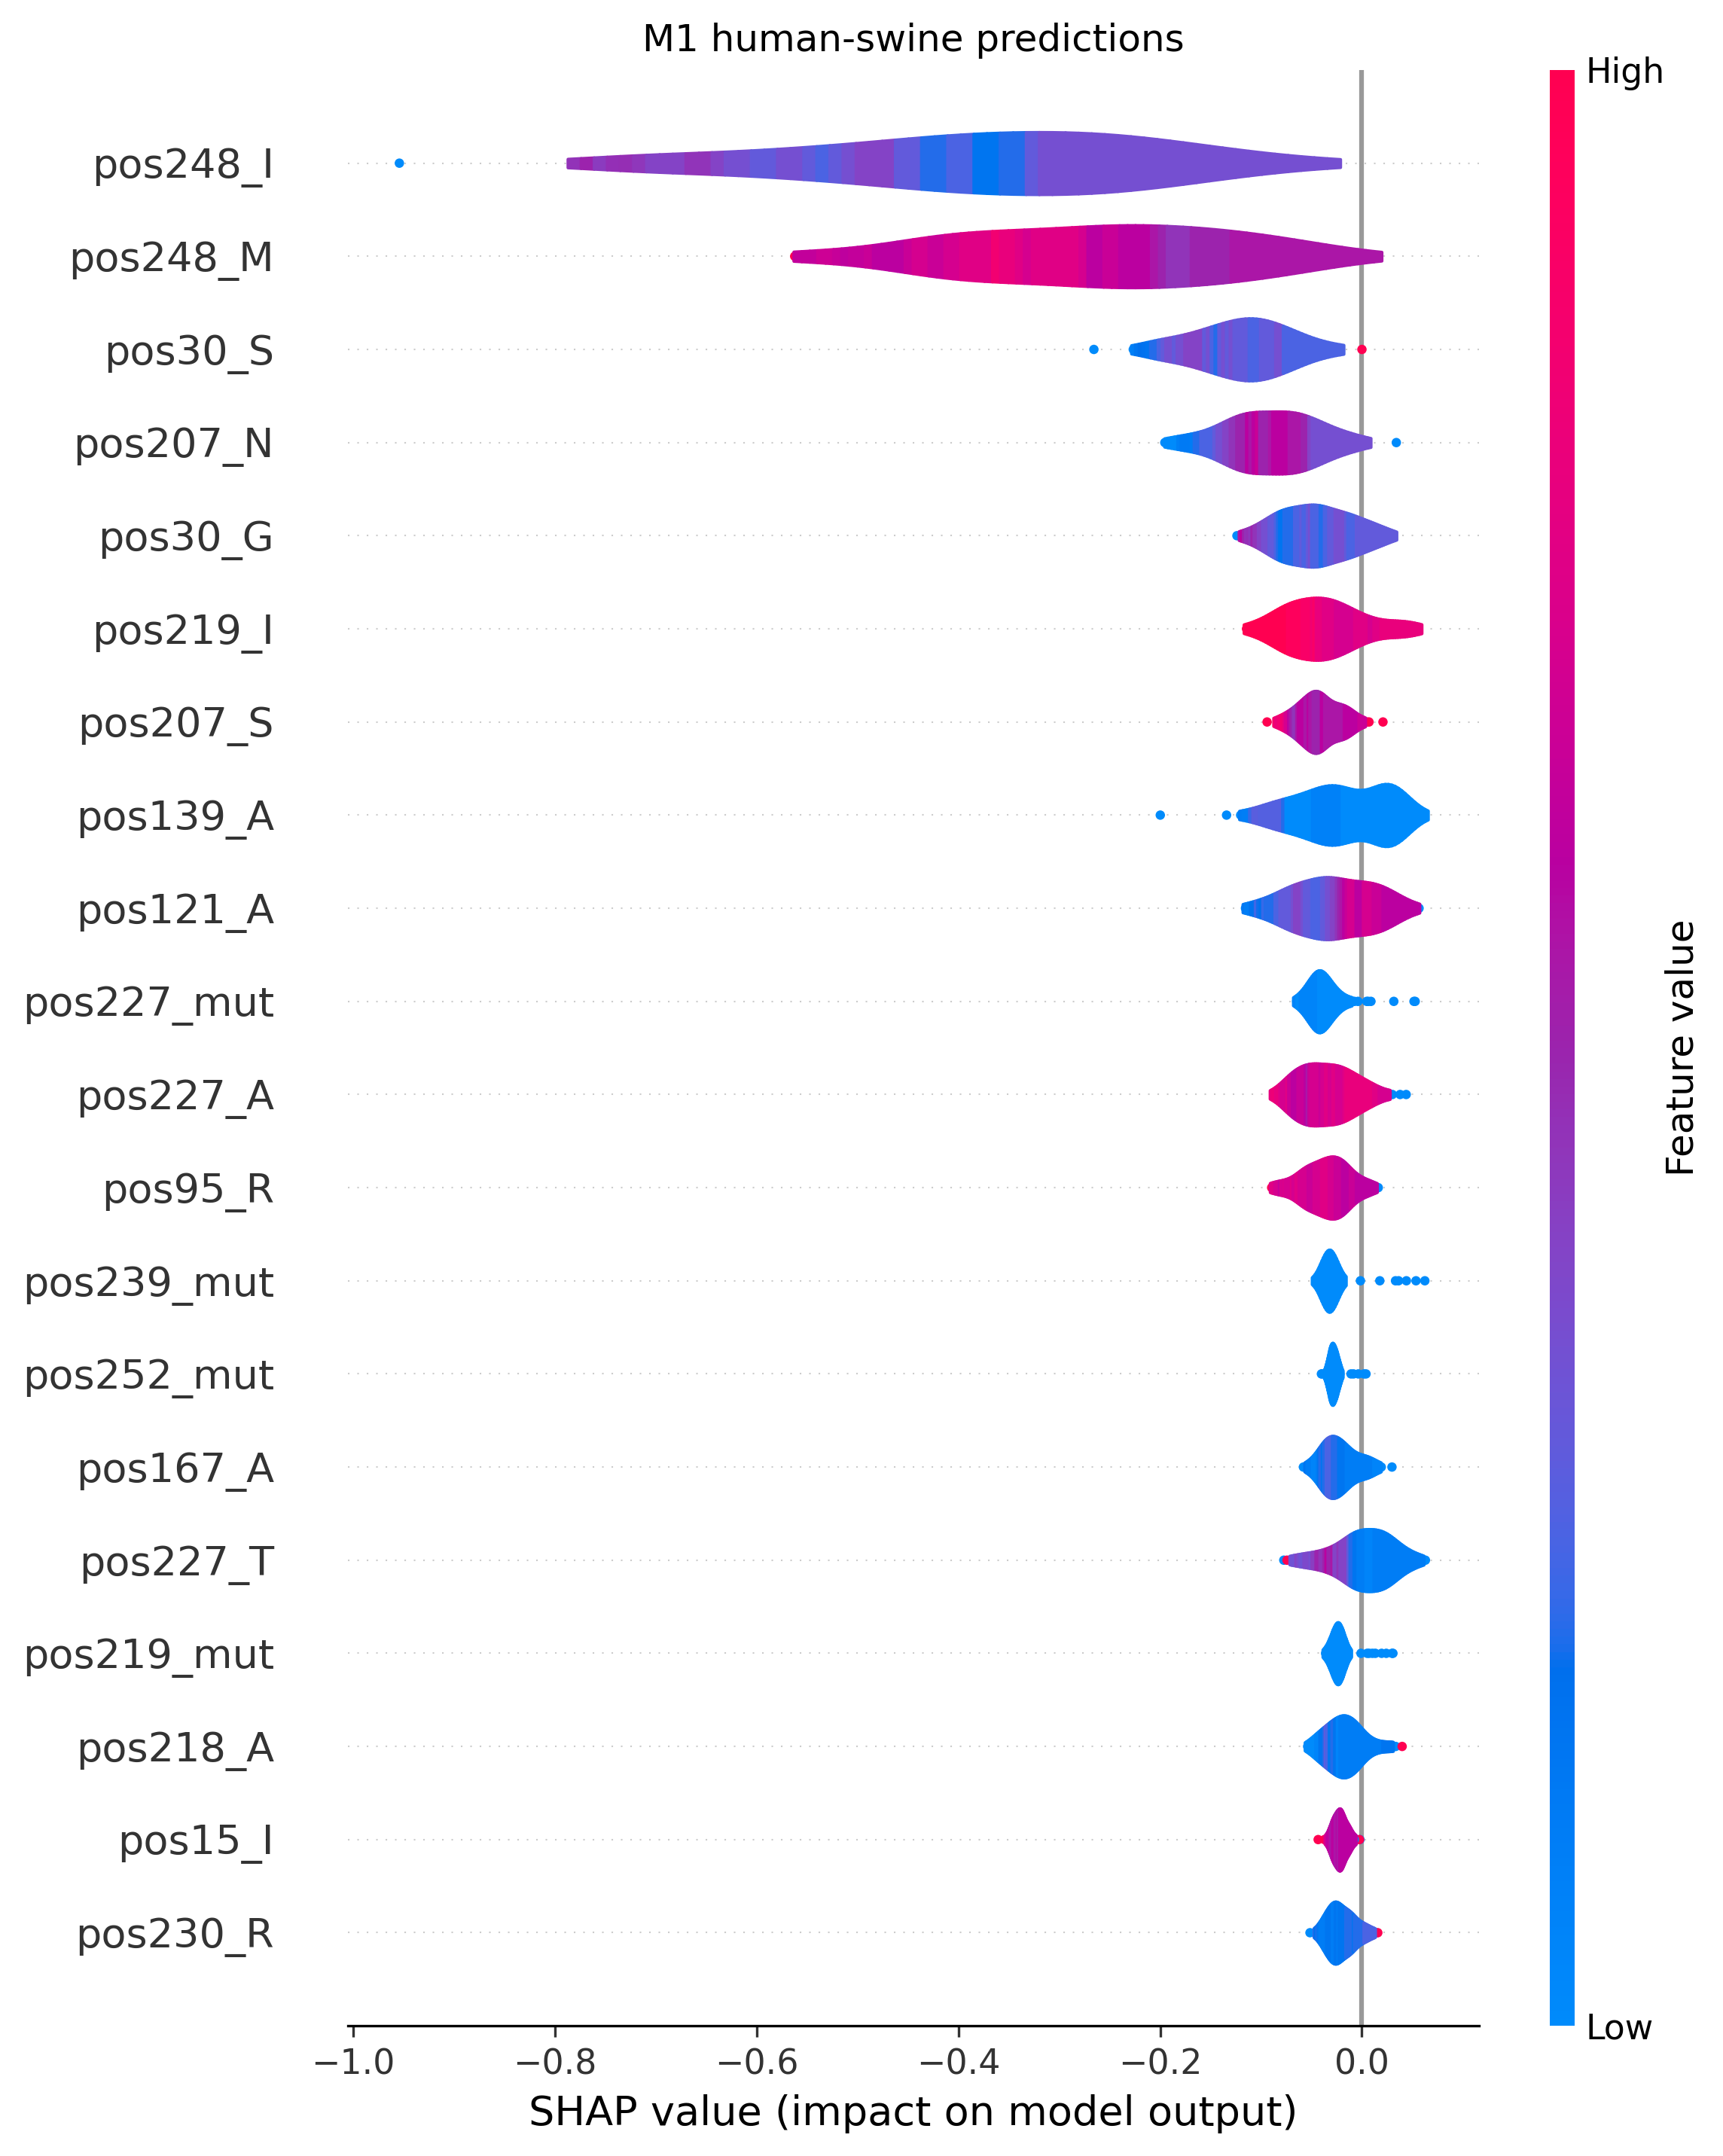 M1 human-swine predictions
High
pos248_I
pos248_M
pos30_S
pos207_N
pos30_G
pos219_I
pos207_S
pos139_A
pos121_A
pos227_mut
pos227_A
pos95_R
pos239_mut
pos252_mut
pos167_A
pos227_T
pos219_mut
pos218_A
pos15_I
pos230_R
Feature value
Low
−1.0 −0.8 −0.6 −0.4 −0.2 0.0
SHAP value (impact on model output)